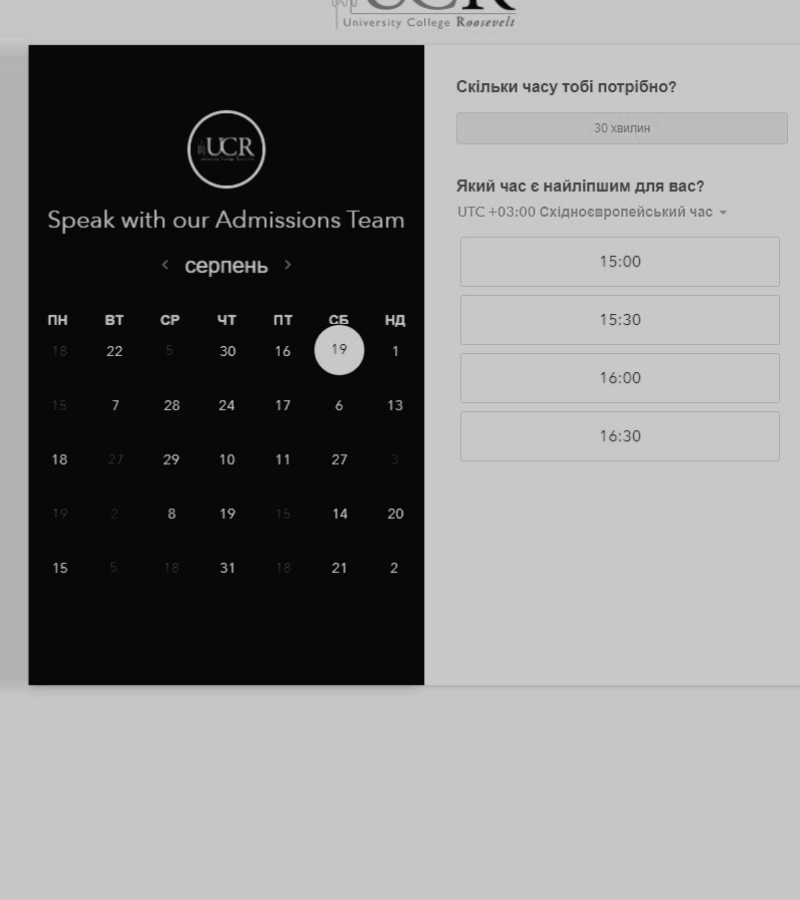 UCR
University College Roosevelt
UCR
Speak with our Admissions Team
серпень
ПН ВТ СР ЧТ ПТ СБ НД
18 22 5 30 16 19 1
15 7 28 24 17 6 13
18 27 29 10 11 27 3
19 2 8 19 15 14 20
15 5 18 31 18 21 2
Скільки часу тобі потрібно?
30 хвилин
Який час є найліпшим для вас?
UTC +03:00 Східноєвропейський час
15:00
15:30
16:00
16:30